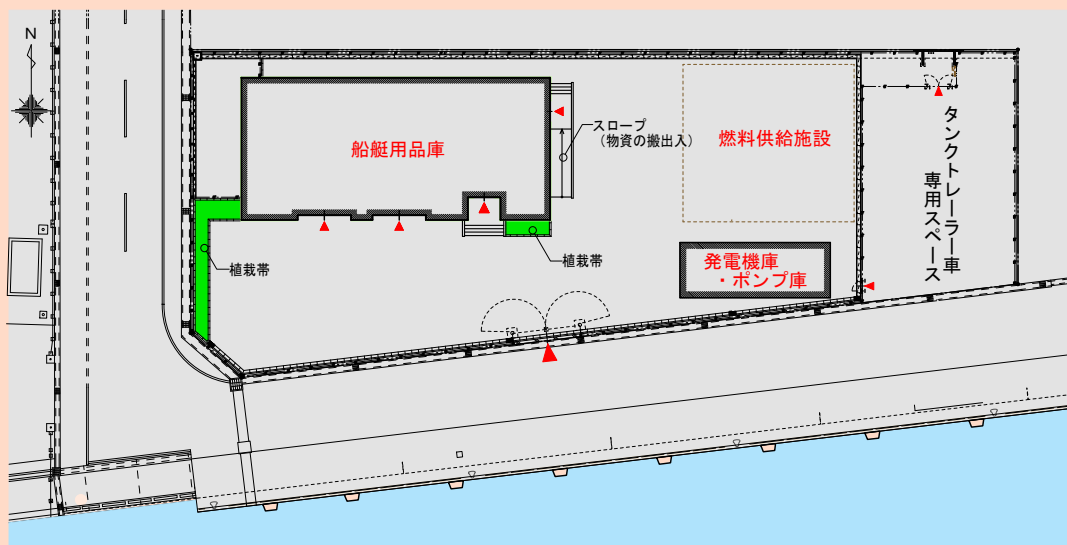 N
船艇用品庫
スロープ
（物資の搬出入）
燃料供給施設
タンクトレーラー車
専用スペース
発電機庫
・ポンプ庫
植栽帯
植栽帯